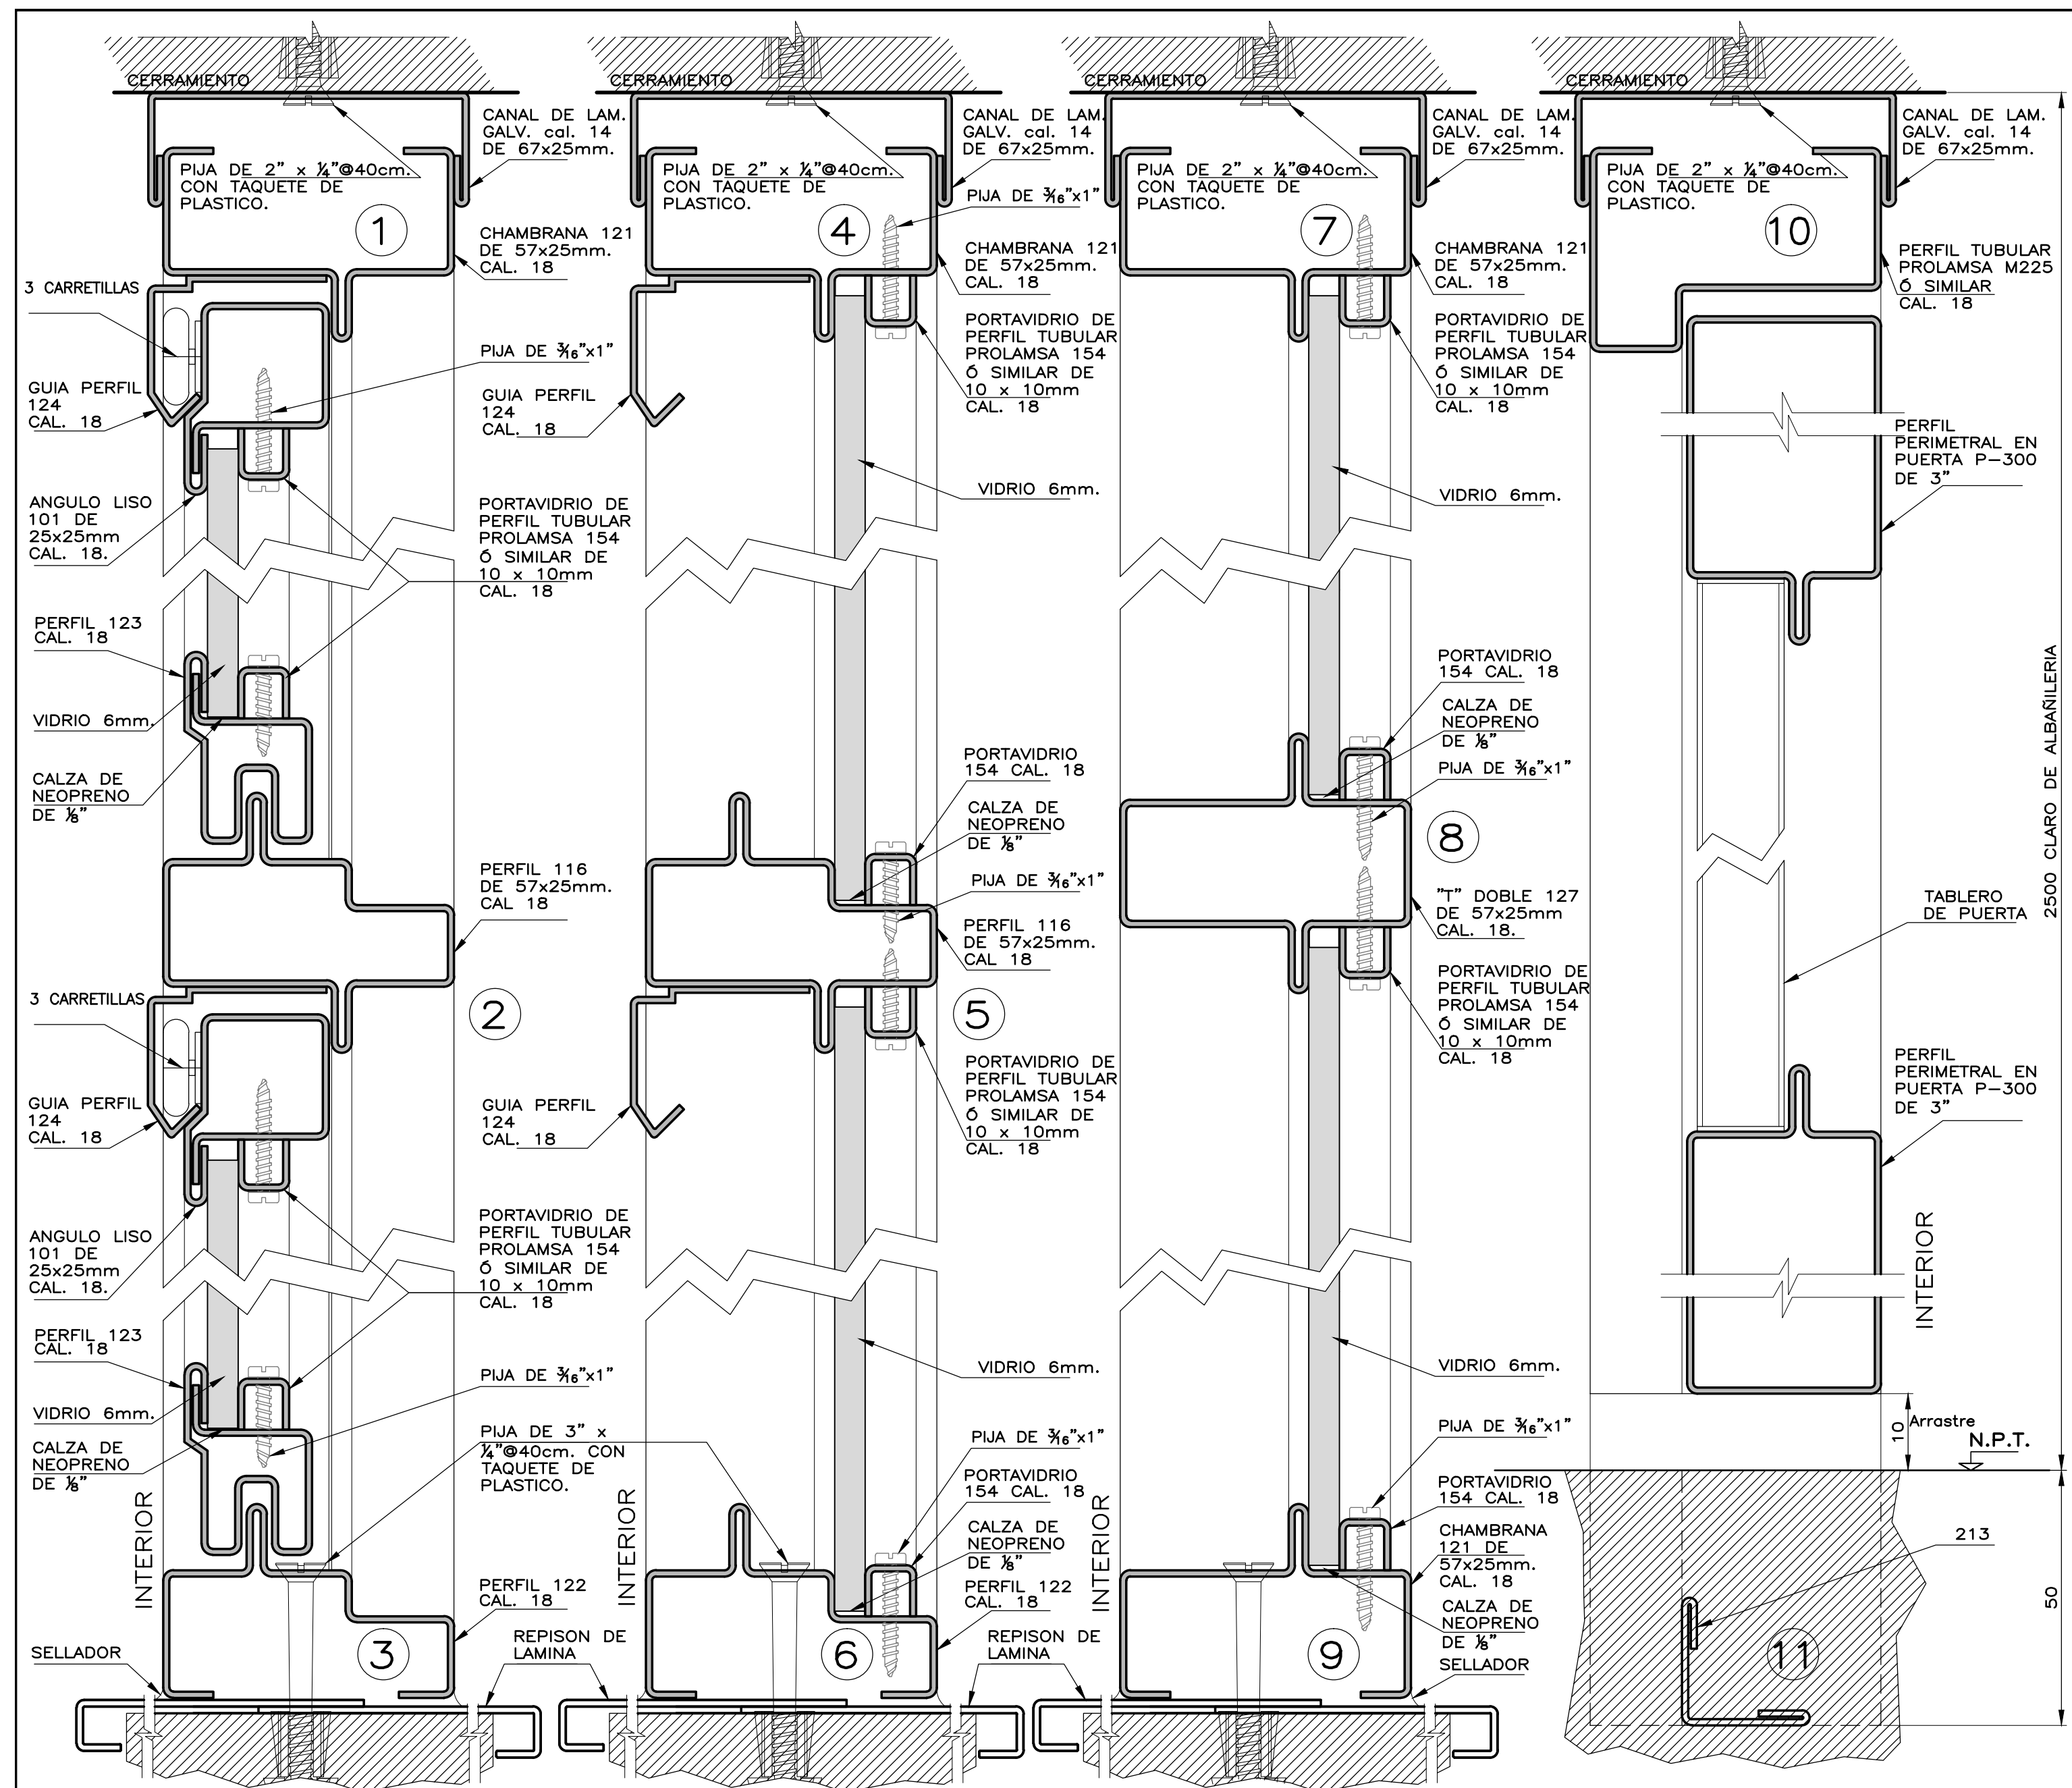 CERRAMIENTO
CANAL DE LAM.
GALV. cal. 14
DE 67x25mm.
PIJA DE 2" x ¼"@40cm.
CON TAQUETE DE
PLASTICO.
1
CHAMBRANA 121
DE 57x25mm.
CAL. 18
3 CARRETILLAS
PIJA DE 3⁄16"x1"
GUIA PERFIL
124
CAL. 18
ANGULO LISO
101 DE
25x25mm
CAL. 18.
PORTAVIDRIO DE
PERFIL TUBULAR
PROLAMSA 154
Ó SIMILAR DE
10 x 10mm
CAL. 18
PERFIL 123
CAL. 18
VIDRIO 6mm.
CALZA DE
NEOPRENO
DE ⅛"
PERFIL 116
DE 57x25mm.
CAL 18
3 CARRETILLAS
2
GUIA PERFIL
124
CAL. 18
ANGULO LISO
101 DE
25x25mm
CAL. 18.
PORTAVIDRIO DE
PERFIL TUBULAR
PROLAMSA 154
Ó SIMILAR DE
10 x 10mm
CAL. 18
PERFIL 123
CAL. 18
PIJA DE 3⁄16"x1"
VIDRIO 6mm.
CALZA DE
NEOPRENO
DE ⅛"
PIJA DE 3" x
¼"@40cm. CON
TAQUETE DE
PLASTICO.
INTERIOR
PERFIL 122
CAL. 18
3
SELLADOR
REPISON DE
LAMINA
CERRAMIENTO
CANAL DE LAM.
GALV. cal. 14
DE 67x25mm.
PIJA DE 2" x ¼"@40cm.
CON TAQUETE DE
PLASTICO.
4
PIJA DE 3⁄16"x1"
CHAMBRANA 121
DE 57x25mm.
CAL. 18
PORTAVIDRIO DE
PERFIL TUBULAR
PROLAMSA 154
Ó SIMILAR DE
10 x 10mm
CAL. 18
GUIA PERFIL
124
CAL. 18
VIDRIO 6mm.
PORTAVIDRIO
154 CAL. 18
CALZA DE
NEOPRENO
DE ⅛"
PIJA DE 3⁄16"x1"
PERFIL 116
DE 57x25mm.
CAL 18
5
PORTAVIDRIO DE
PERFIL TUBULAR
PROLAMSA 154
Ó SIMILAR DE
10 x 10mm
CAL. 18
GUIA PERFIL
124
CAL. 18
VIDRIO 6mm.
PIJA DE 3⁄16"x1"
PORTAVIDRIO
154 CAL. 18
CALZA DE
NEOPRENO
DE ⅛"
INTERIOR
PERFIL 122
CAL. 18
6
REPISON DE
LAMINA
CERRAMIENTO
CANAL DE LAM.
GALV. cal. 14
DE 67x25mm.
PIJA DE 2" x ¼"@40cm.
CON TAQUETE DE
PLASTICO.
7
CHAMBRANA 121
DE 57x25mm.
CAL. 18
PORTAVIDRIO DE
PERFIL TUBULAR
PROLAMSA 154
Ó SIMILAR DE
10 x 10mm
CAL. 18
VIDRIO 6mm.
PORTAVIDRIO
154 CAL. 18
CALZA DE
NEOPRENO
DE ⅛"
PIJA DE 3⁄16"x1"
8
"T" DOBLE 127
DE 57x25mm
CAL. 18.
PORTAVIDRIO DE
PERFIL TUBULAR
PROLAMSA 154
Ó SIMILAR DE
10 x 10mm
CAL. 18
VIDRIO 6mm.
PIJA DE 3⁄16"x1"
PORTAVIDRIO
154 CAL. 18
INTERIOR
CHAMBRANA
121 DE
57x25mm.
CAL. 18
CALZA DE
NEOPRENO
DE ⅛"
9
SELLADOR
CERRAMIENTO
CANAL DE LAM.
GALV. cal. 14
DE 67x25mm.
PIJA DE 2" x ¼"@40cm.
CON TAQUETE DE
PLASTICO.
10
PERFIL TUBULAR
PROLAMSA M225
Ó SIMILAR
CAL. 18
PERFIL
PERIMETRAL EN
PUERTA P-300
DE 3"
2500 CLARO DE ALBAÑILERIA
TABLERO
DE PUERTA
PERFIL
PERIMETRAL EN
PUERTA P-300
DE 3"
INTERIOR
10
Arrastre
N.P.T.
213
50
11